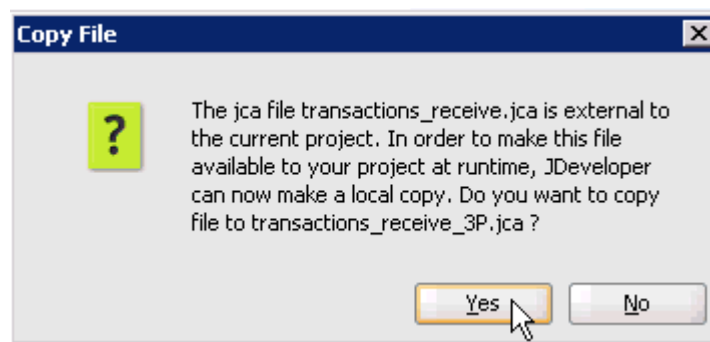 Copy File
?
The jca file transactions_receive.jca is external to
the current project. In order to make this file
available to your project at runtime, JDeveloper
can now make a local copy. Do you want to copy
file to transactions_receive_3P.jca ?
Yes No